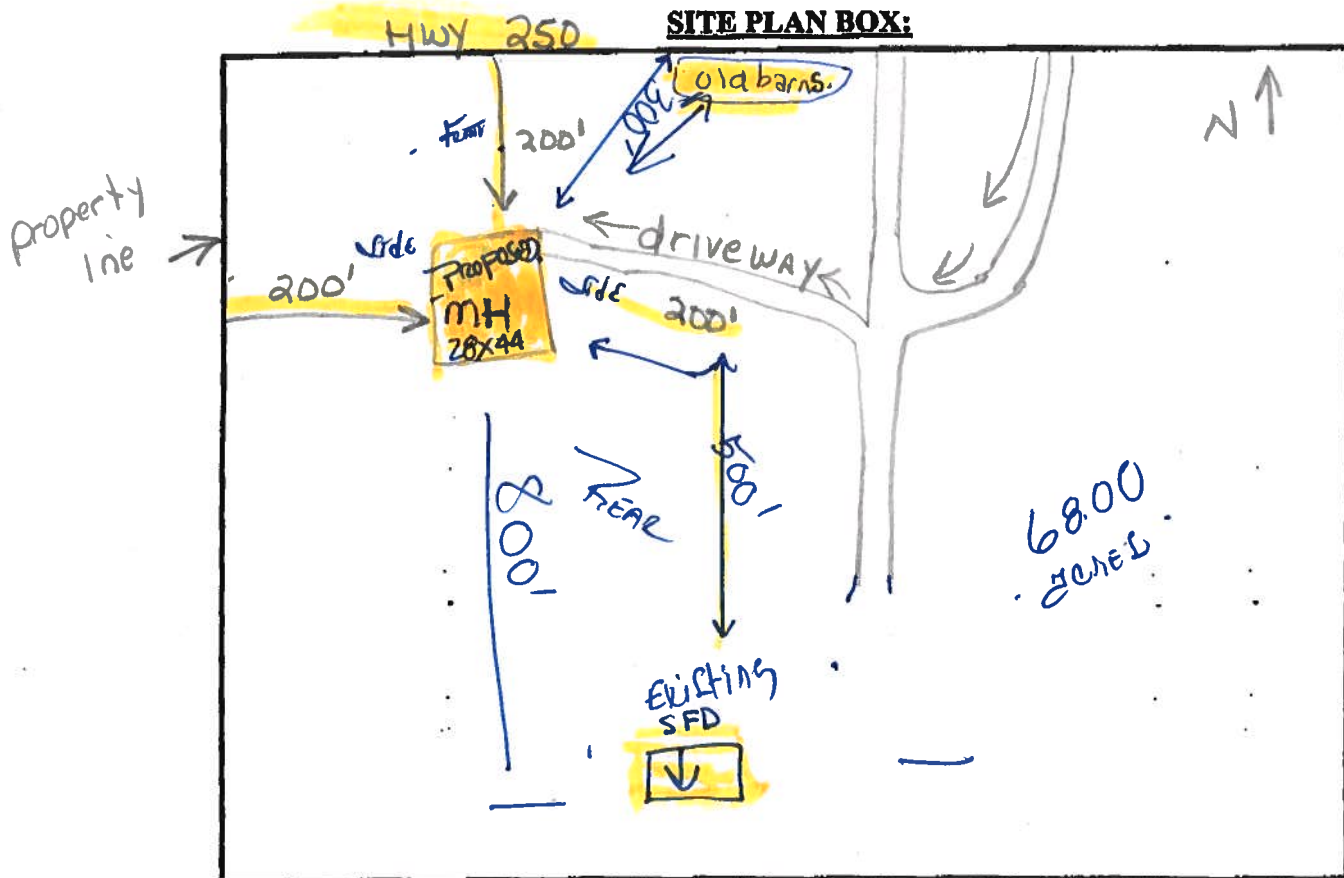 SITE PLAN BOX:
HWY 250
old barns.
N
Front
200'
300'
property
line
Side
PROPOSED
MH
28X44
200'
driveway
Side
200'
800'
REAR
500'
68.00
acres
Existing
SFD